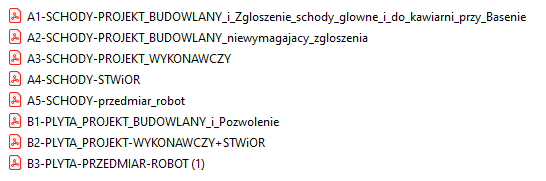 A1-SCHODY-PROJEKT_BUDOWLANY_i_Zgloszenie_schody_glowne_i_do_kawiarni_przy_Basenie
A2-SCHODY-PROJEKT_BUDOWLANY_niewymagajacy_zgloszenia
A3-SCHODY-PROJEKT_WYKONAWCZY
A4-SCHODY-STWiOR
A5-SCHODY-przedmiar_robot
B1-PLYTA_PROJEKT_BUDOWLANY_i_Pozwolenie
B2-PLYTA_PROJEKT-WYKONAWCZY+STWiOR
B3-PLYTA-PRZEDMIAR-ROBOT (1)